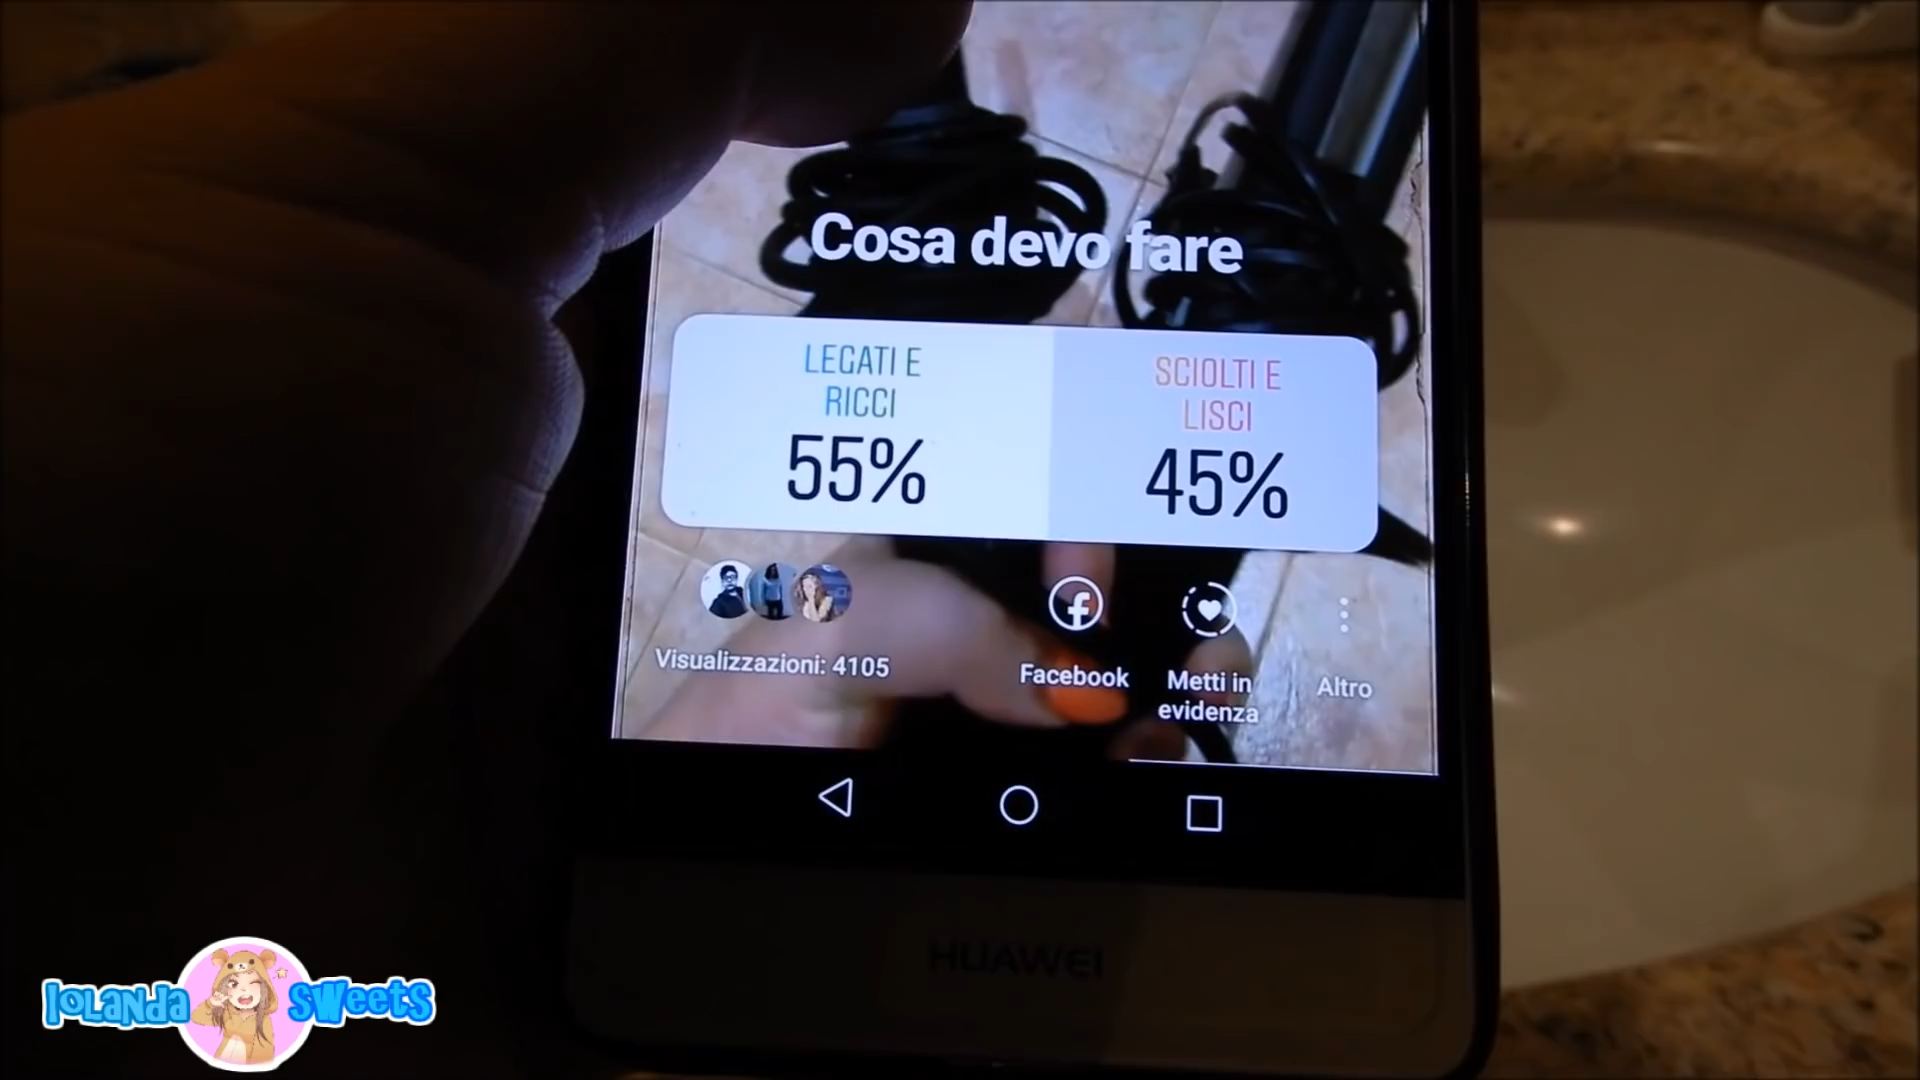 Cosa devo fare
LEGATI E
RICCI
55%
SCIOLTI E
LISCI
45%
Visualizzazioni: 4105
Facebook
Metti in
evidenza
Altro
HUAWEI
IOLANDA SWEETS